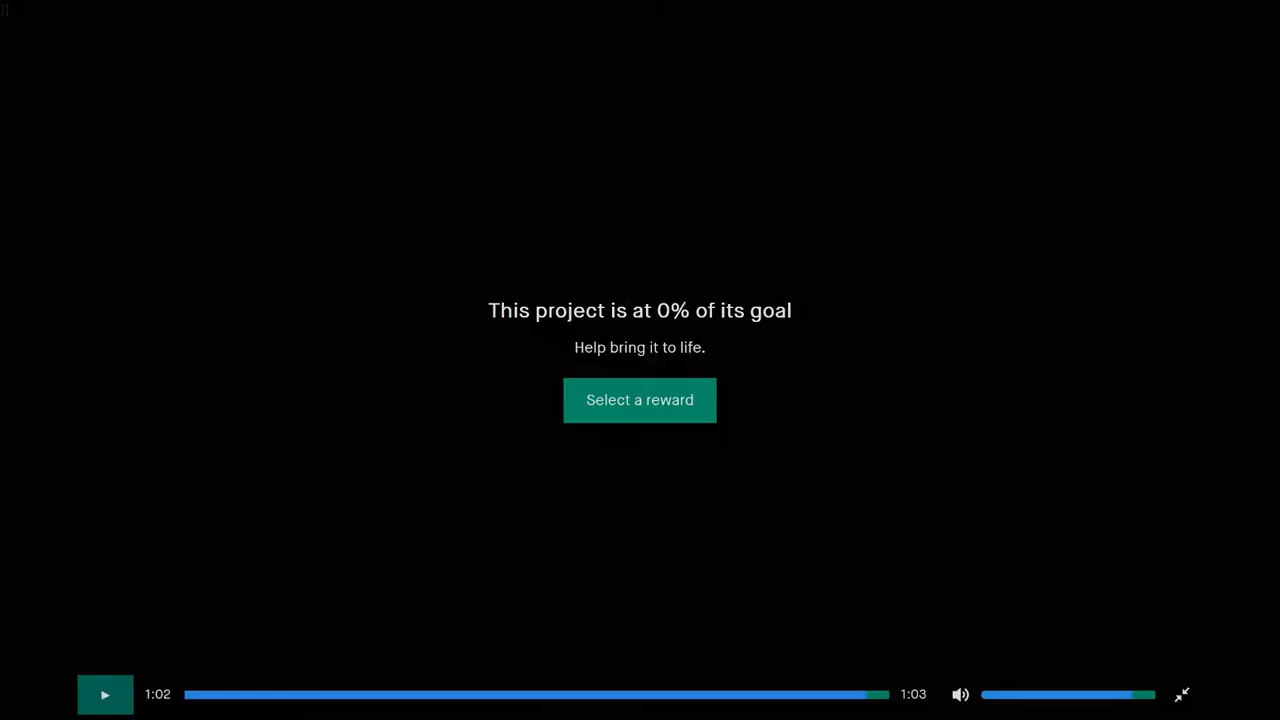 This project is at 0% of its goal
Help bring it to life.
Select a reward
1:02
1:03